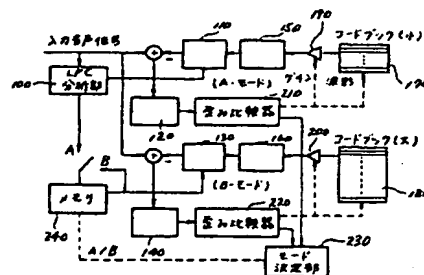 入力音声信号
110
150
190
コードブック(小)
LPC
分析部
100
(A-モード)
ゲイン
210
170
120
歪み比較器
130
160
200
コードブック(大)
A
B
(B-モード)
220
180
メモリ
240
140
歪み比較器
A/B
モード
決定部
230